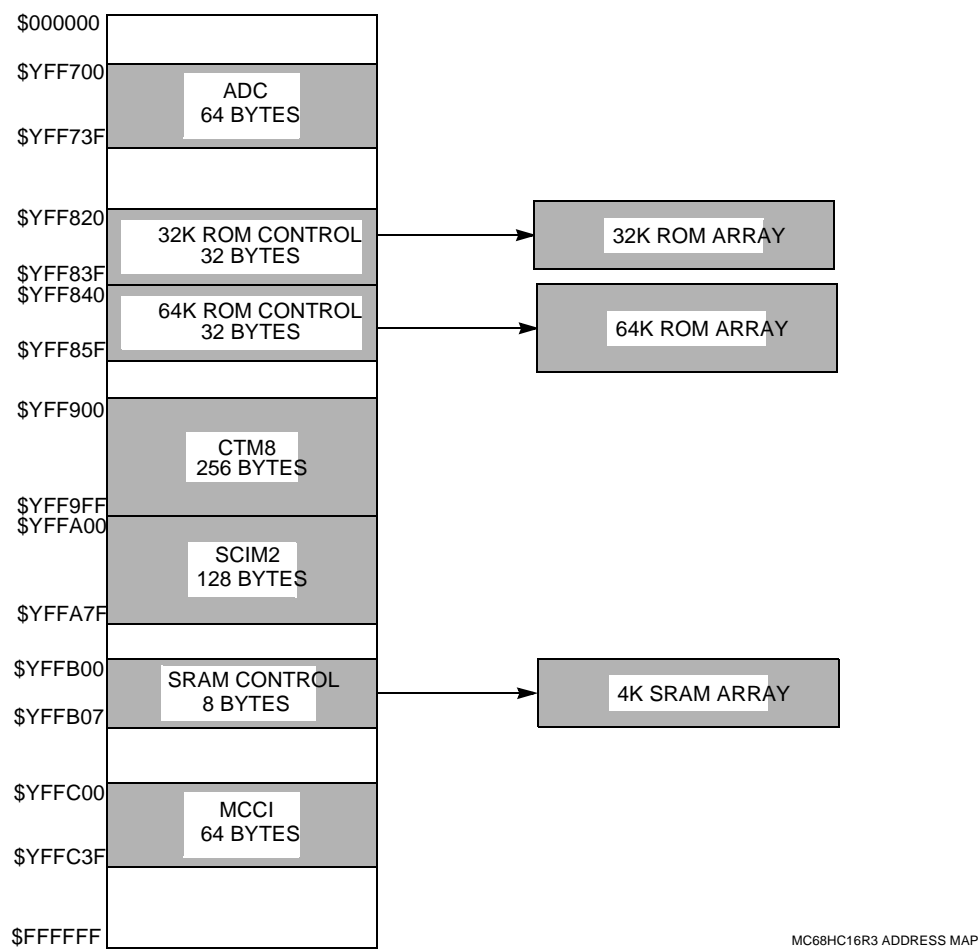 $000000
$YFF700
ADC
64 BYTES
$YFF73F
$YFF820
32K ROM CONTROL
32 BYTES
32K ROM ARRAY
$YFF83F
$YFF840
64K ROM CONTROL
32 BYTES
64K ROM ARRAY
$YFF85F
$YFF900
CTM8
256 BYTES
$YFF9FF
$YFFA00
SCIM2
128 BYTES
$YFFA7F
$YFFB00
SRAM CONTROL
8 BYTES
4K SRAM ARRAY
$YFFB07
$YFFC00
MCCI
64 BYTES
$YFFC3F
$FFFFFF
MC68HC16R3 ADDRESS MAP